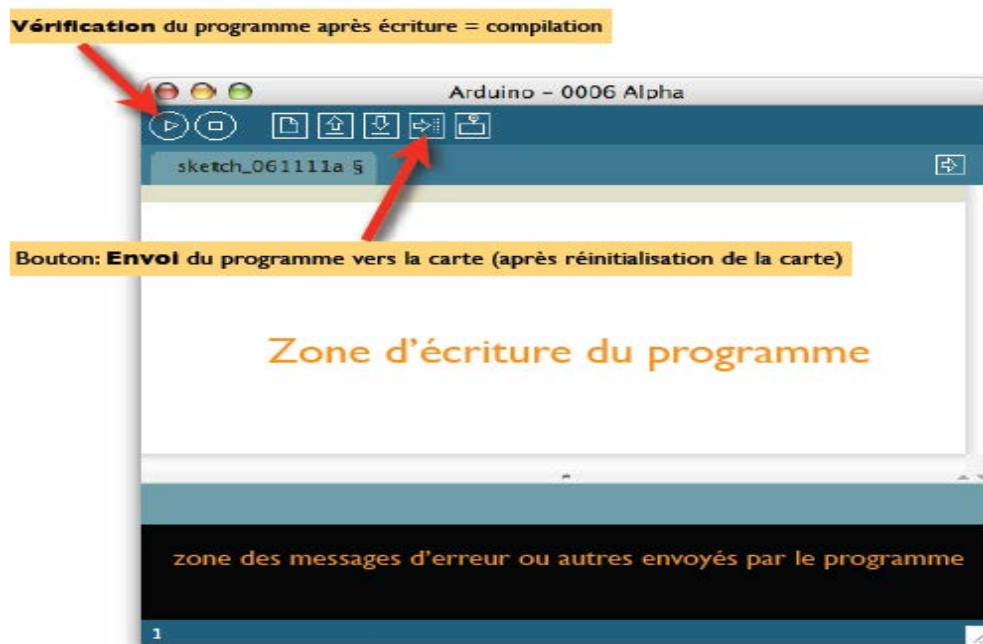 Vérification du programme après écriture = compilation
Arduino – 0006 Alpha
sketch_061111a §
Bouton: Envoi du programme vers la carte (après réinitialisation de la carte)
Zone d'écriture du programme
zone des messages d'erreur ou autres envoyés par le programme
1